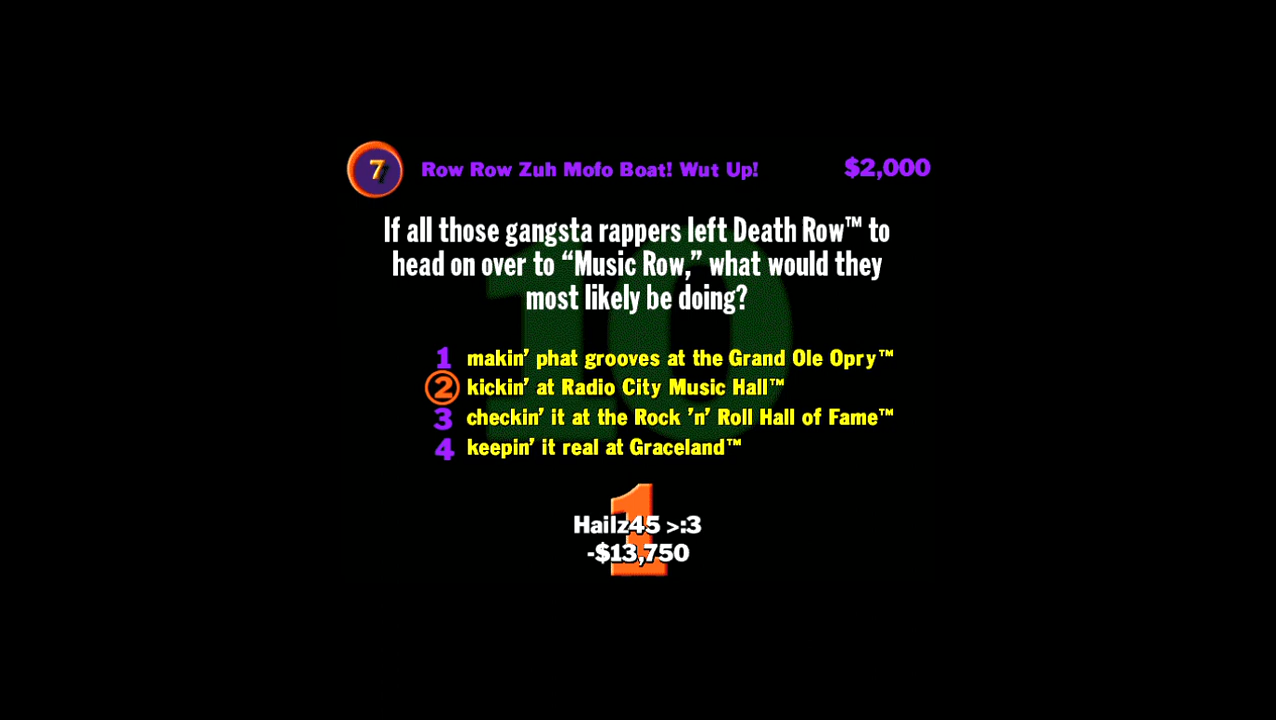 7 Row Row Zuh Mofo Boat! Wut Up! $2,000
10
If all those gangsta rappers left Death Row™ to
head on over to “Music Row,” what would they
most likely be doing?
1 makin’ phat grooves at the Grand Ole Opry™
2 kickin’ at Radio City Music Hall™
3 checkin’ it at the Rock ’n’ Roll Hall of Fame™
4 keepin’ it real at Graceland™
1
Hailz45 >:3
-$13,750